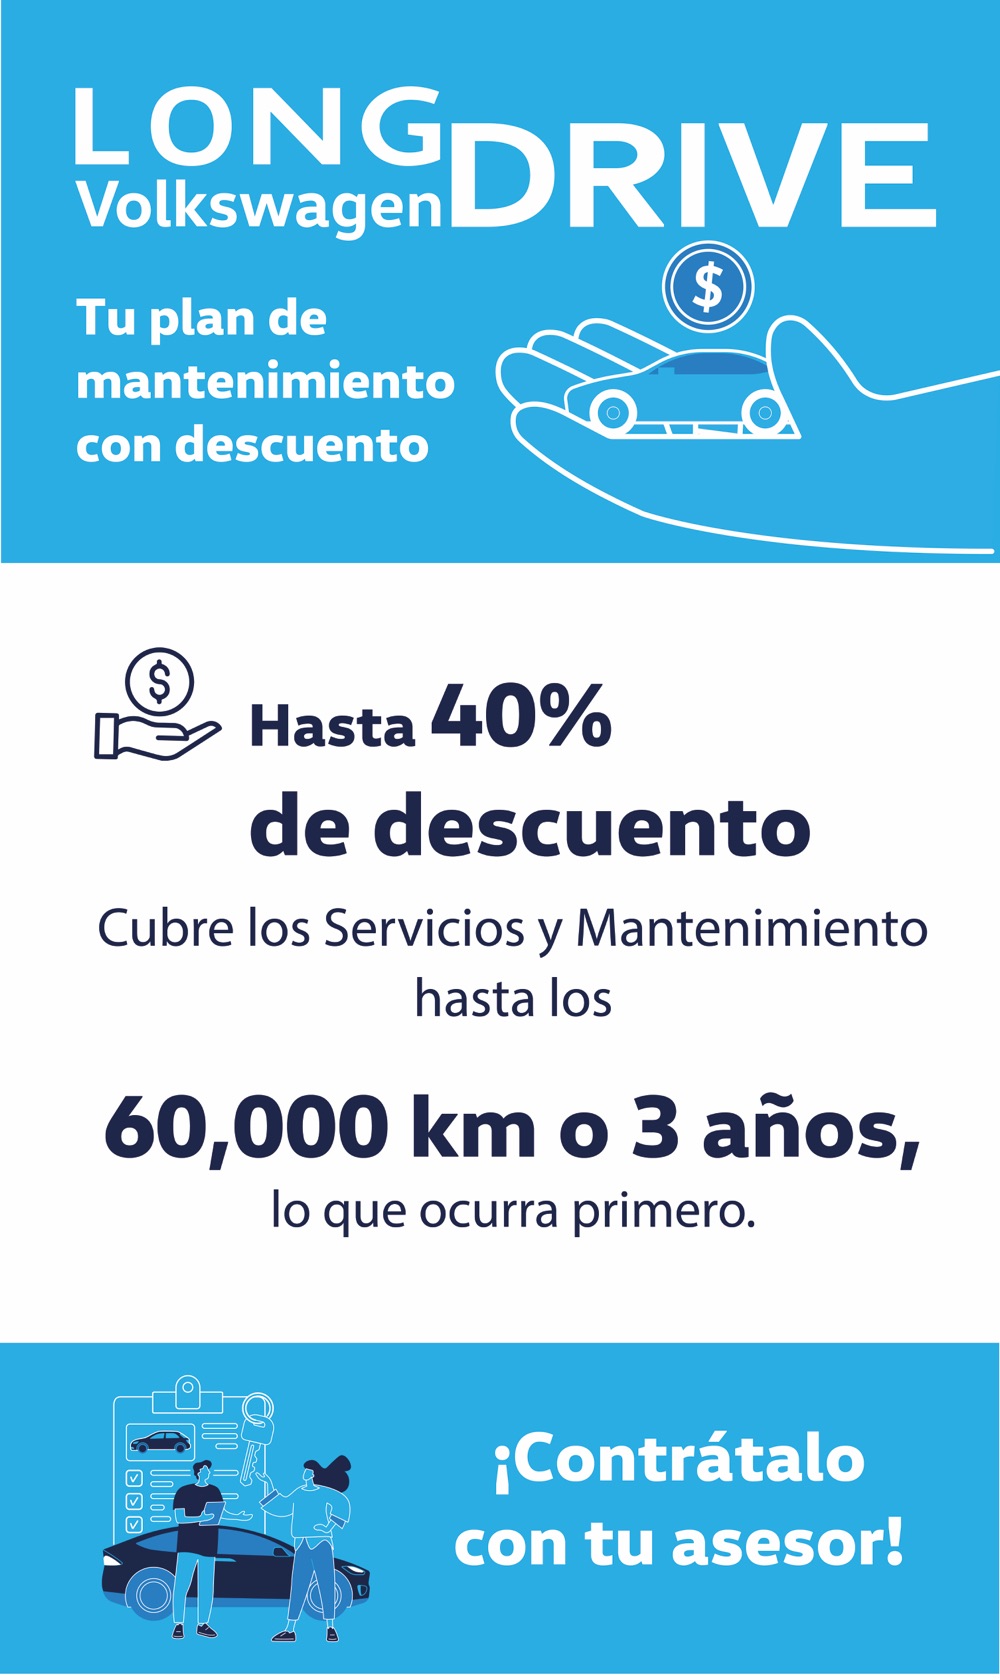 LONG
Volkswagen DRIVE
$
Tu plan de
mantenimiento
con descuento
$
Hasta 40%
de descuento
Cubre los Servicios y Mantenimiento
hasta los
60,000 km o 3 años,
lo que ocurra primero.
¡Contrátalo
con tu asesor!